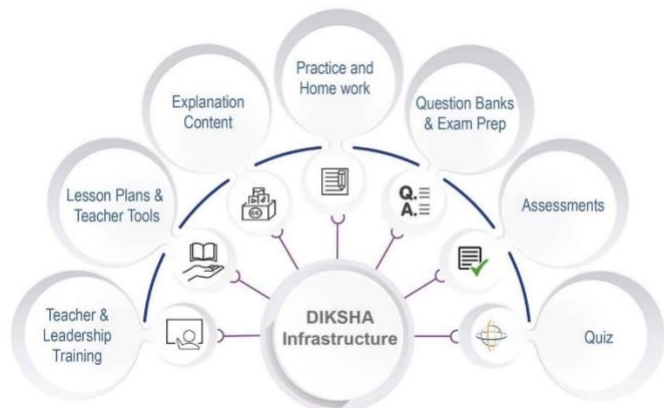 Practice and
Home work
Explanation
Content
Question Banks
& Exam Prep
Lesson Plans &
Teacher Tools
Q.
A.
Assessments
Teacher &
Leadership
Training
DIKSHA
Infrastructure
Quiz